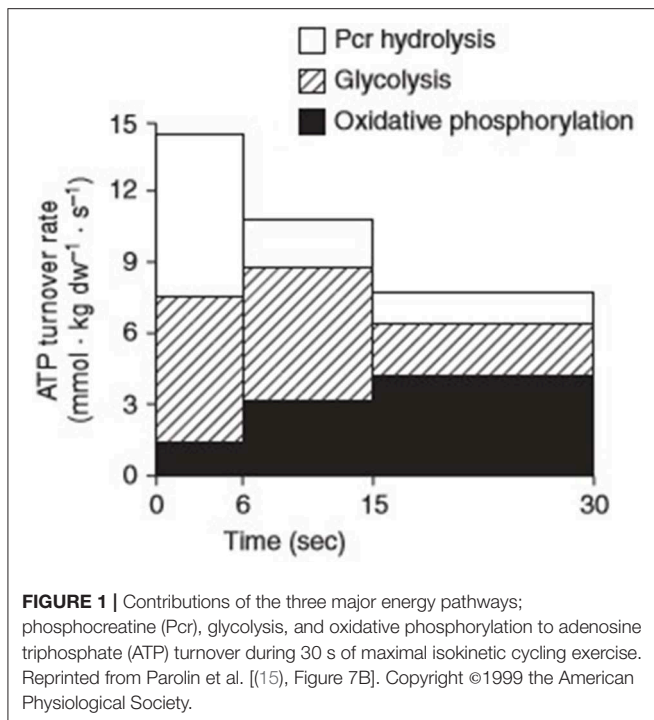 Pcr hydrolysis
Glycolysis
Oxidative phosphorylation
ATP turnover rate
(mmol · kg dw⁻¹ · s⁻¹)
15
12
9
6
3
0
0 6 15 30
Time (sec)
FIGURE 1 | Contributions of the three major energy pathways;
phosphocreatine (Pcr), glycolysis, and oxidative phosphorylation to adenosine
triphosphate (ATP) turnover during 30 s of maximal isokinetic cycling exercise.
Reprinted from Parolin et al. [(15), Figure 7B]. Copyright ©1999 the American
Physiological Society.